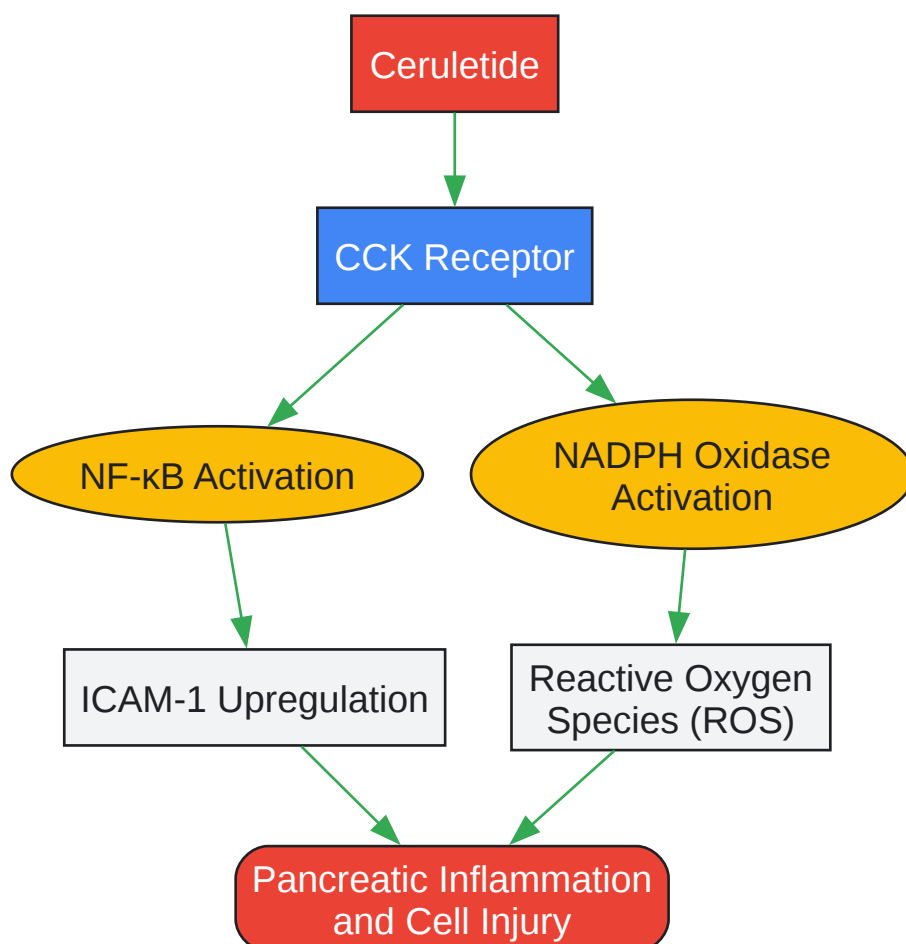 Ceruletide
CCK Receptor
NF-κB Activation
NADPH Oxidase
Activation
ICAM-1 Upregulation
Reactive Oxygen
Species (ROS)
Pancreatic Inflammation
and Cell Injury